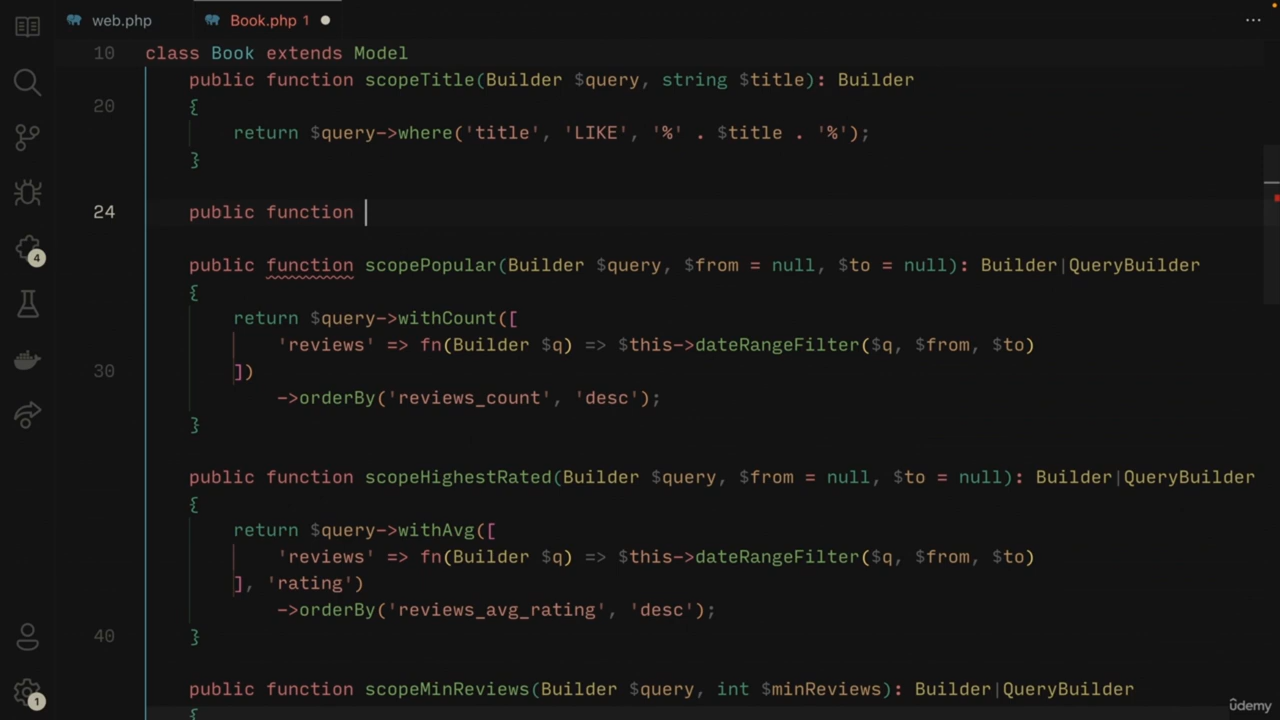 web.php
Book.php 1
10 class Book extends Model
public function scopeTitle(Builder $query, string $title): Builder
20 {
return $query->where('title', 'LIKE', '%' . $title . '%');
}
24 public function
public function scopePopular(Builder $query, $from = null, $to = null): Builder|QueryBuilder
{
return $query->withCount([
'reviews' => fn(Builder $q) => $this->dateRangeFilter($q, $from, $to)
30 ])
->orderBy('reviews_count', 'desc');
}
public function scopeHighestRated(Builder $query, $from = null, $to = null): Builder|QueryBuilder
{
return $query->withAvg([
'reviews' => fn(Builder $q) => $this->dateRangeFilter($q, $from, $to)
], 'rating')
->orderBy('reviews_avg_rating', 'desc');
40 }
public function scopeMinReviews(Builder $query, int $minReviews): Builder|QueryBuilder
{
4
1
ûdemy